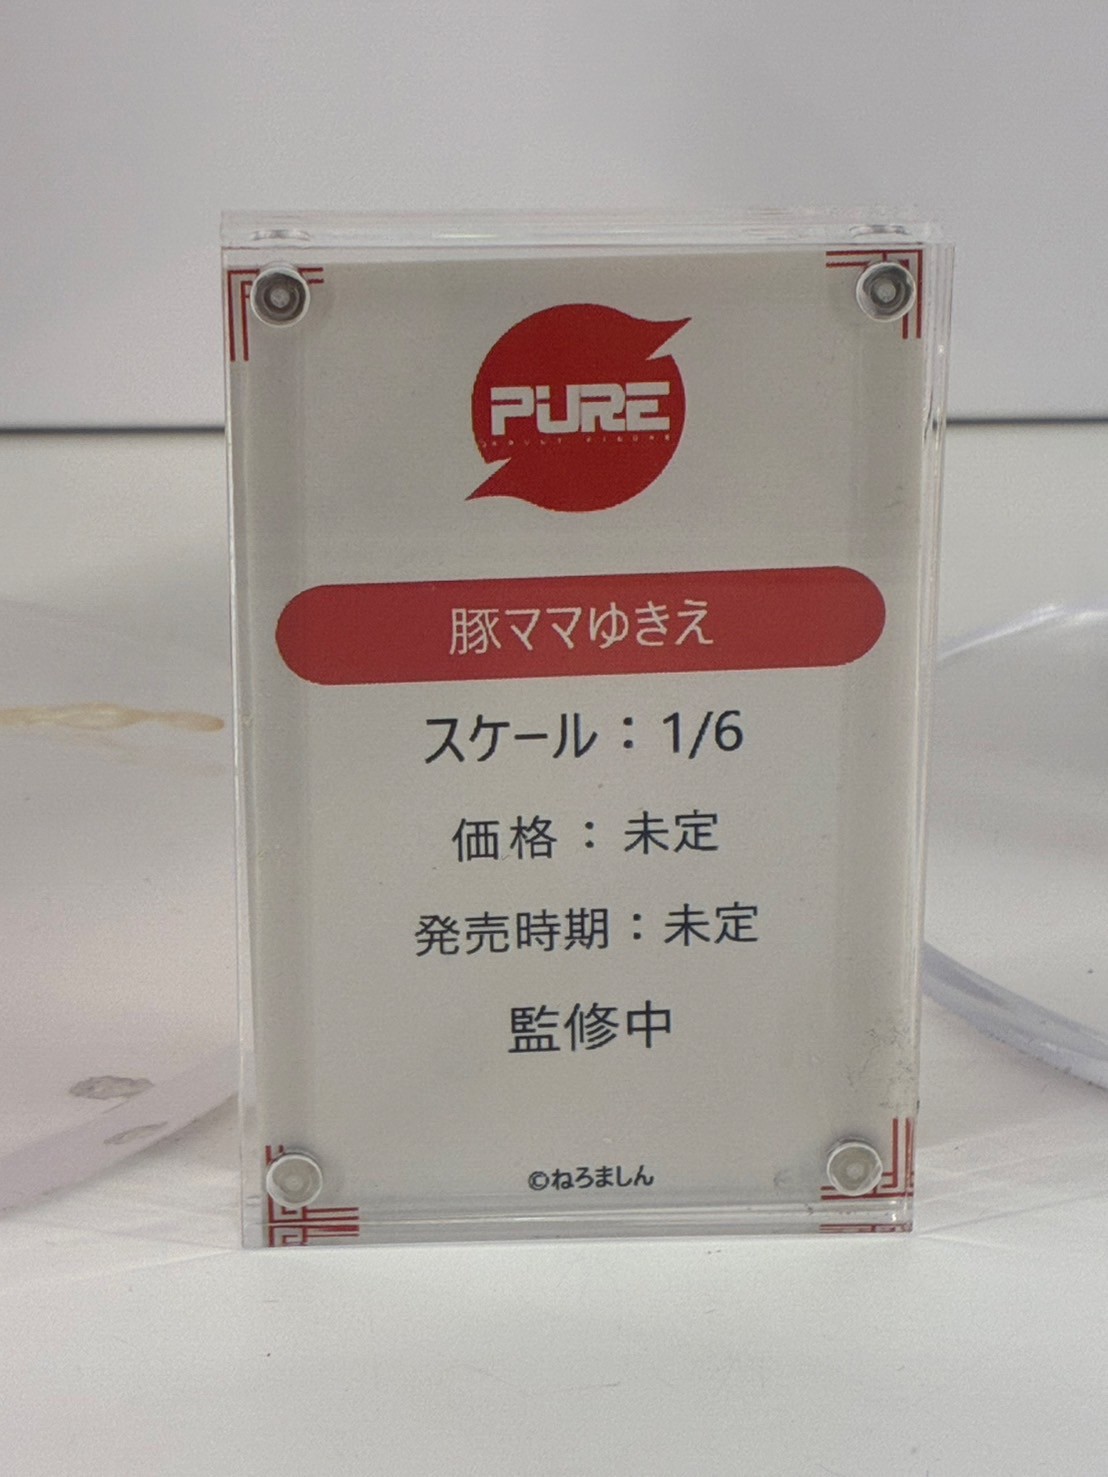 PURE
豚ママゆきえ
スケール：1/6
価格：未定
発売時期：未定
監修中
©ねろましん